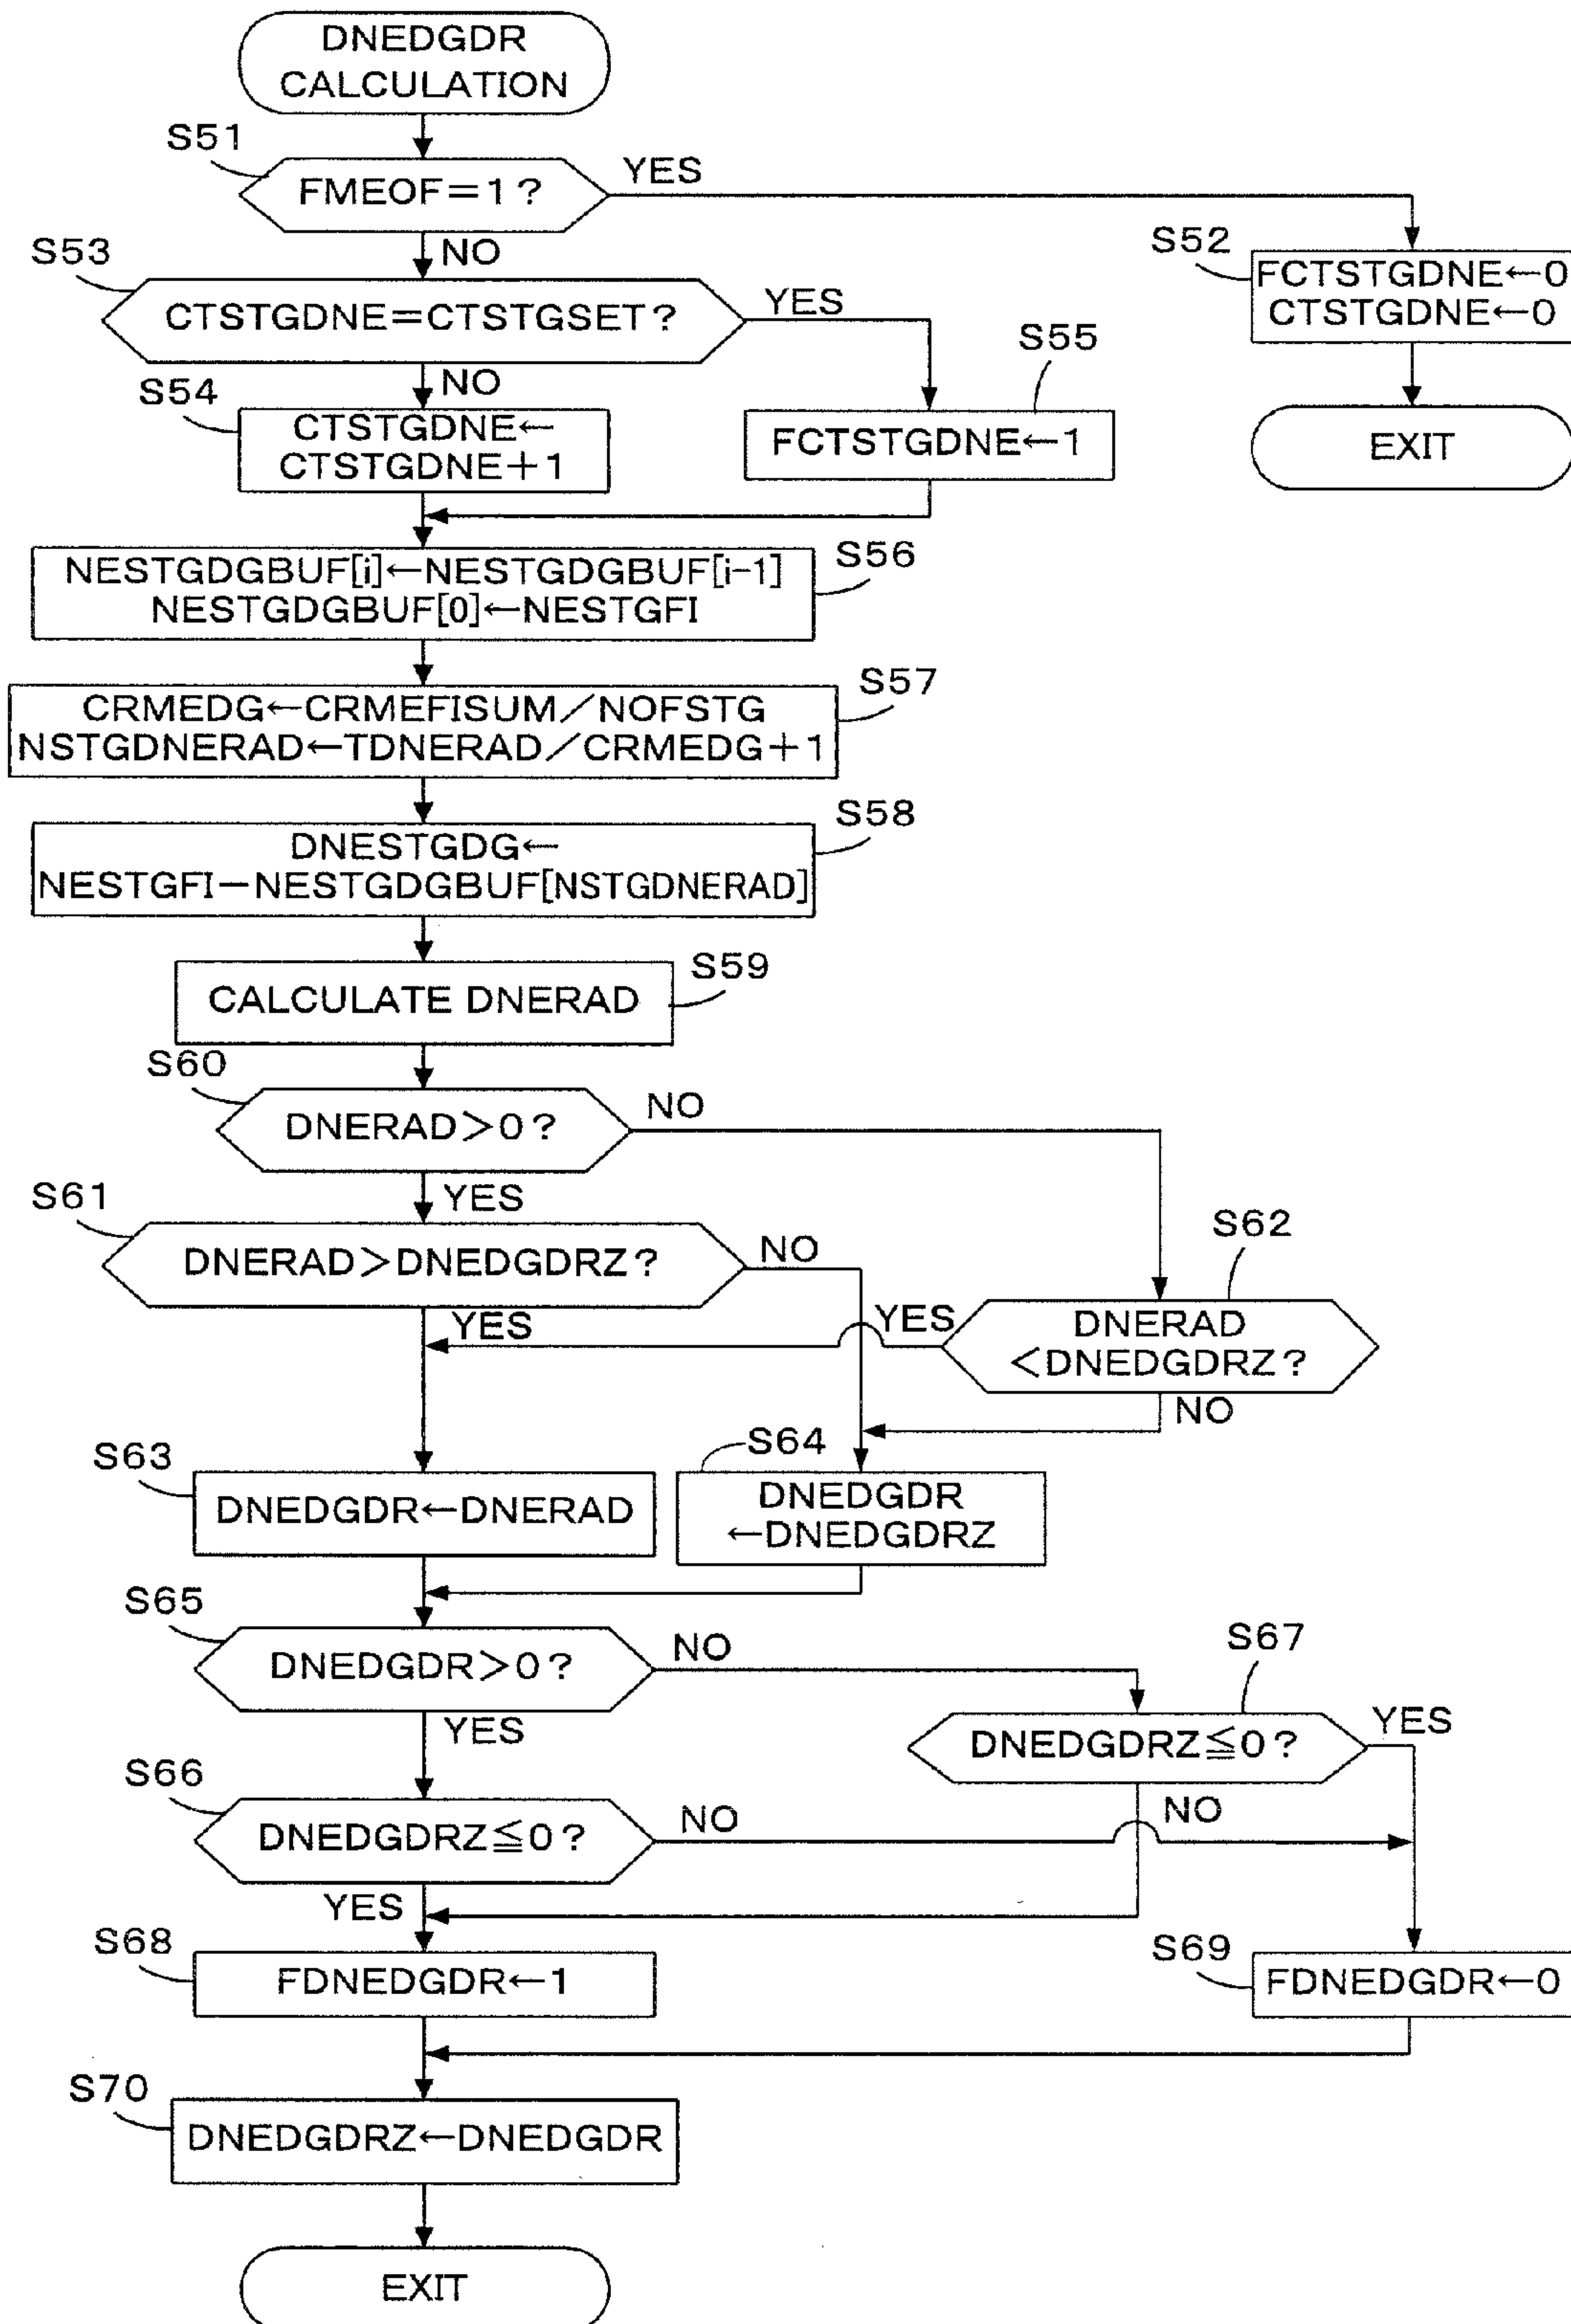 DNEDGDR
CALCULATION
S51
FMEOF=1?
YES
NO
S52
FCTSTGDNE←0
CTSTGDNE←0
EXIT
S53
CTSTGDNE=CTSTGSET?
YES
NO
S54
CTSTGDNE←
CTSTGDNE+1
S55
FCTSTGDNE←1
S56
NESTGDGBUF[i]←NESTGDGBUF[i-1]
NESTGDGBUF[0]←NESTGFI
S57
CRMEDG←CRMEFISUM/NOFSTG
NSTGDNERAD←TDNERAD/CRMEDG+1
S58
DNESTGDG←
NESTGFI-NESTGDGBUF[NSTGDNERAD]
S59
CALCULATE DNERAD
S60
DNERAD>0?
NO
YES
S61
DNERAD>DNEDGDRZ?
NO
YES
S62
DNERAD
<DNEDGDRZ?
YES
NO
S63
DNEDGDR←DNERAD
S64
DNEDGDR
←DNEDGDRZ
S65
DNEDGDR>0?
NO
YES
S67
DNEDGDRZ≦0?
YES
NO
S66
DNEDGDRZ≦0?
NO
YES
S68
FDNEDGDR←1
S69
FDNEDGDR←0
S70
DNEDGDRZ←DNEDGDR
EXIT